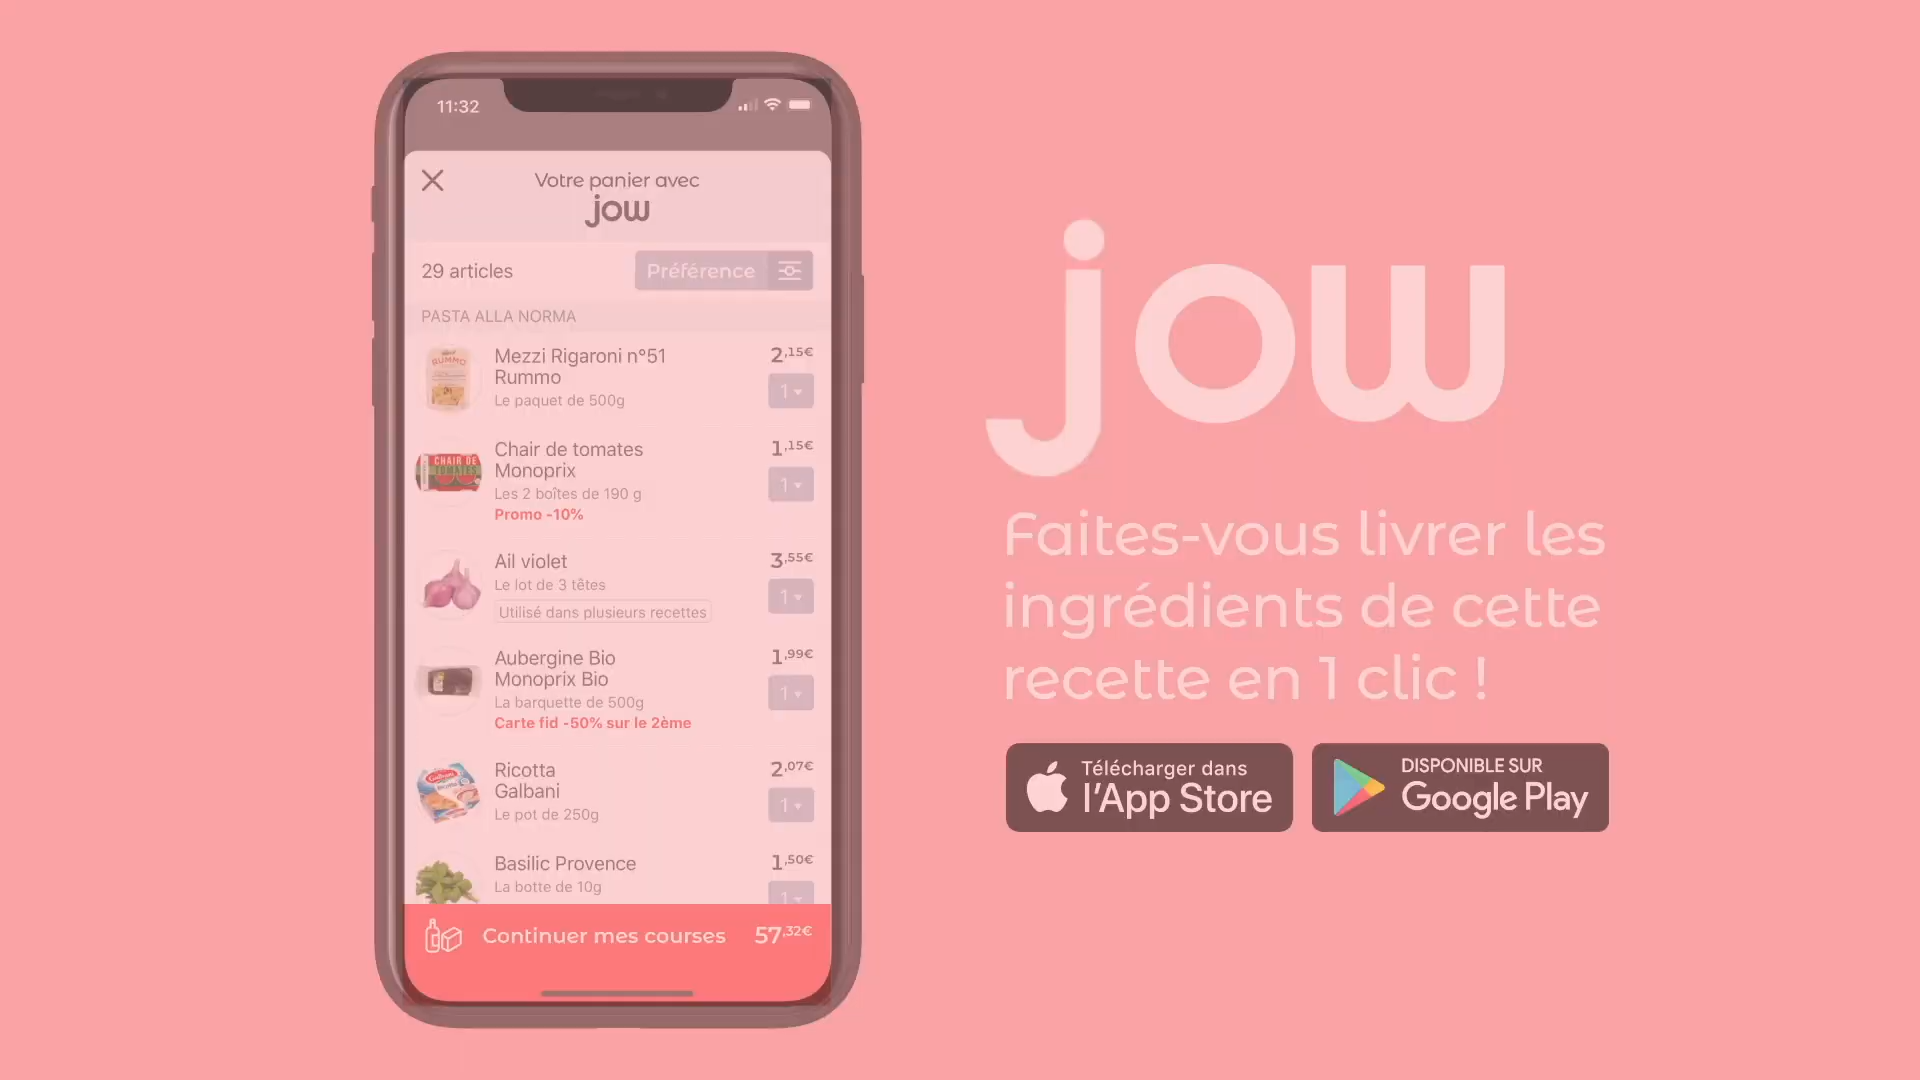 11:32
Votre panier avec
jow
29 articles
Préférence
PASTA ALLA NORMA
Mezzi Rigaroni n°51
Rummo
Le paquet de 500g
2,15€
1
Chair de tomates
Monoprix
Les 2 boîtes de 190 g
Promo -10%
1,15€
1
CHAIR DE
TOMATES
Ail violet
Le lot de 3 têtes
Utilisé dans plusieurs recettes
3,55€
1
Aubergine Bio
Monoprix Bio
La barquette de 500g
Carte fid -50% sur le 2ème
1,99€
1
Ricotta
Galbani
Le pot de 250g
2,07€
1
Basilic Provence
La botte de 10g
1,50€
1
Continuer mes courses
57,32€
jow
Faites-vous livrer les
ingrédients de cette
recette en 1 clic !
Télécharger dans
l'App Store
DISPONIBLE SUR
Google Play